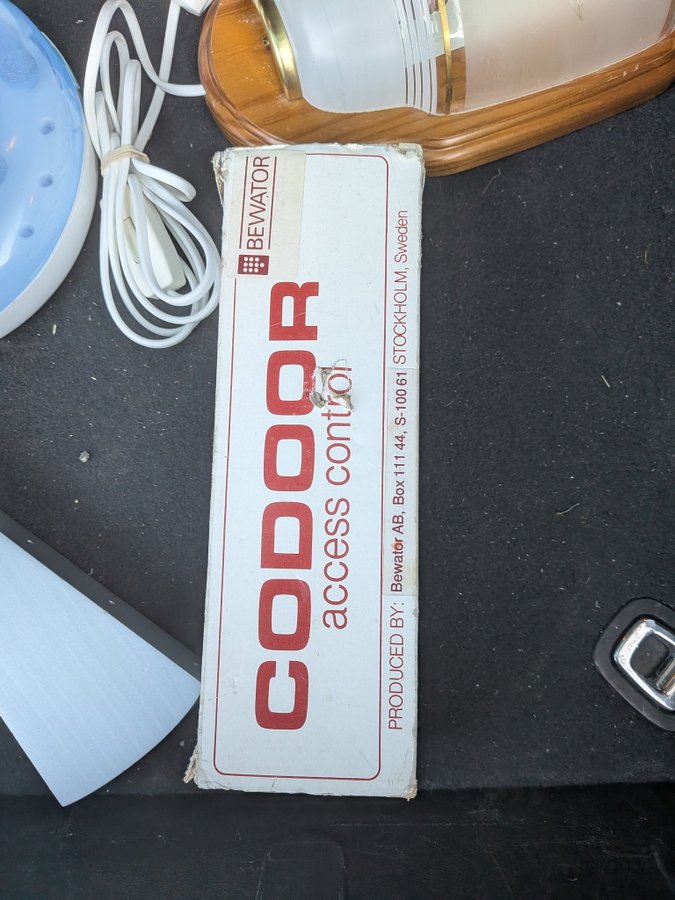 BEWATOR
CODOOR
access control
PRODUCED BY: Bewator AB, Box 111 44, S-100 61 STOCKHOLM, Sweden